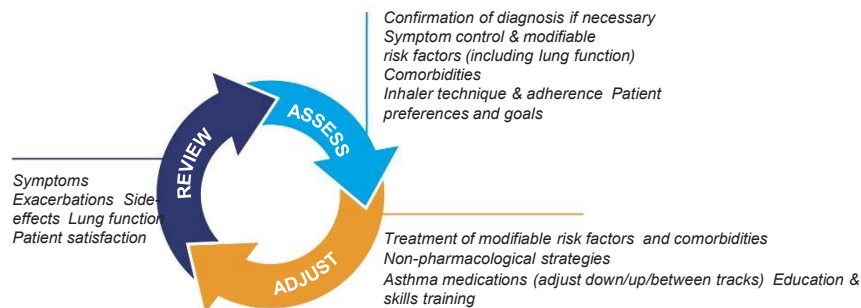 Confirmation of diagnosis if necessary
Symptom control & modifiable
risk factors (including lung function)
Comorbidities
Inhaler technique & adherence Patient
preferences and goals
ASSESS
REVIEW
Symptoms
Exacerbations Side-
effects Lung function
Patient satisfaction
ADJUST
Treatment of modifiable risk factors and comorbidities
Non-pharmacological strategies
Asthma medications (adjust down/up/between tracks) Education &
skills training